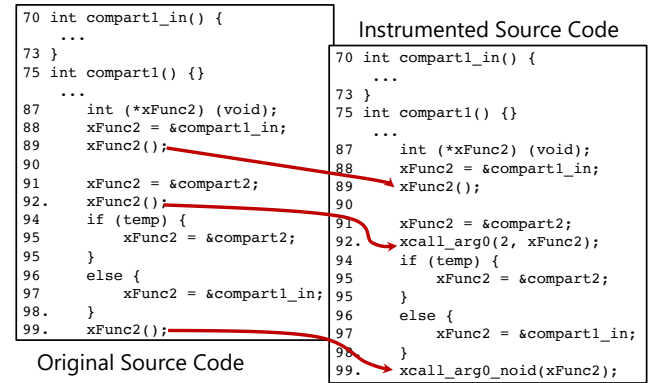 70 int compart1_in() {
...
73 }
75 int compart1() {}
...
87 int (*xFunc2) (void);
88 xFunc2 = &compart1_in;
89 xFunc2();
90
91 xFunc2 = &compart2;
92. xFunc2();
94 if (temp) {
95 xFunc2 = &compart2;
95 }
96 else {
97 xFunc2 = &compart1_in;
98. }
99. xFunc2();
Original Source Code
Instrumented Source Code
70 int compart1_in() {
...
73 }
75 int compart1() {}
...
87 int (*xFunc2) (void);
88 xFunc2 = &compart1_in;
89 xFunc2();
90
91 xFunc2 = &compart2;
92. xcall_arg0(2, xFunc2);
94 if (temp) {
95 xFunc2 = &compart2;
95 }
96 else {
97 xFunc2 = &compart1_in;
98. }
99. xcall_arg0_noid(xFunc2);